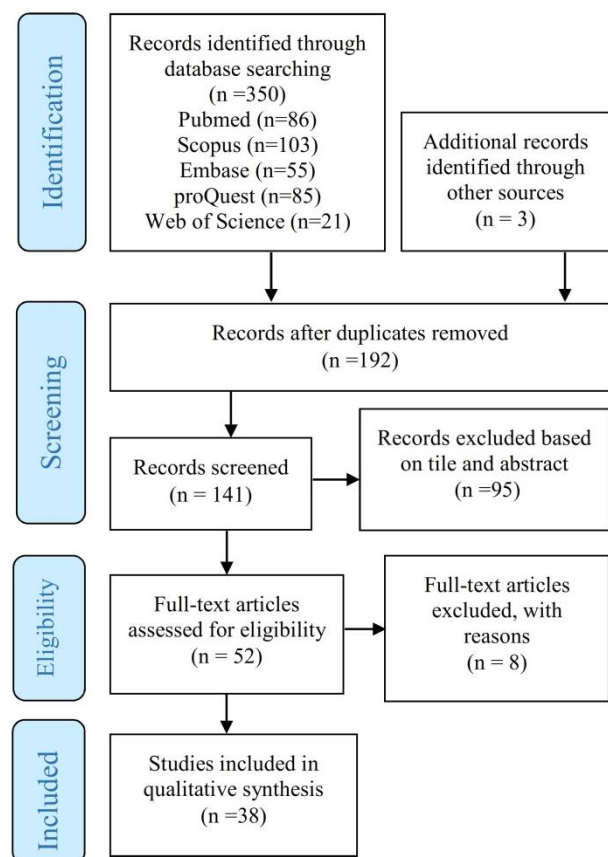 Identification
Records identified through
database searching
(n =350)
Pubmed (n=86)
Scopus (n=103)
Embase (n=55)
proQuest (n=85)
Web of Science (n=21)
Additional records
identified through
other sources
(n = 3)
Screening
Records after duplicates removed
(n =192)
Records screened
(n = 141)
Records excluded based
on tile and abstract
(n =95)
Eligibility
Full-text articles
assessed for eligibility
(n = 52)
Full-text articles
excluded, with
reasons
(n = 8)
Included
Studies included in
qualitative synthesis
(n =38)